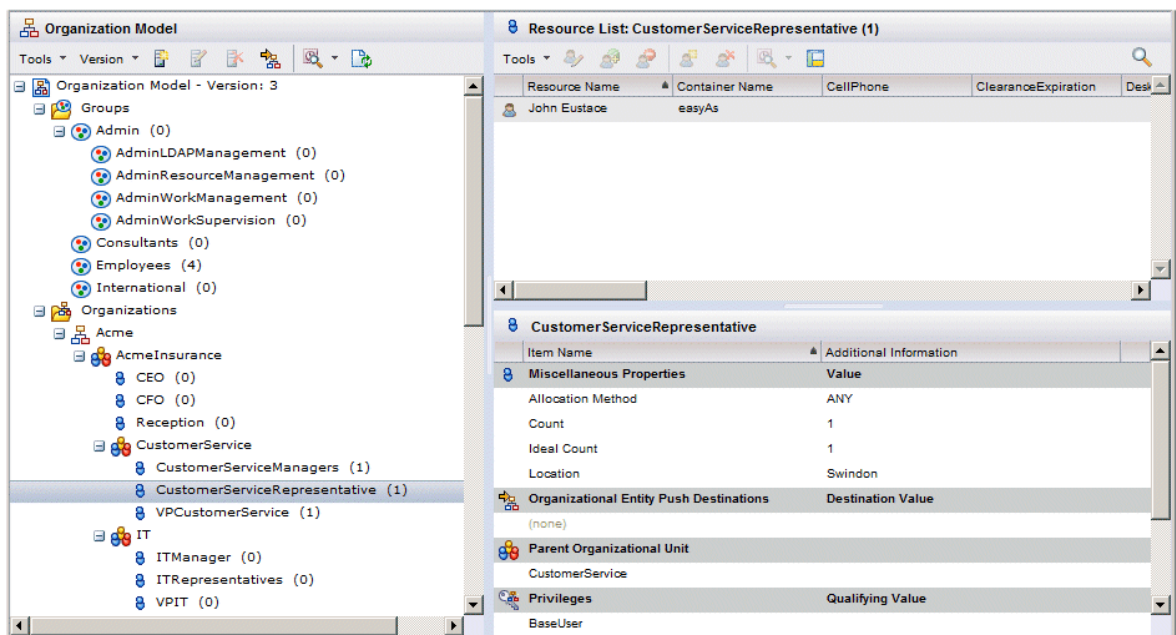 Organization Model
Tools Version
Organization Model - Version: 3
Groups
Admin (0)
AdminLDAPManagement (0)
AdminResourceManagement (0)
AdminWorkManagement (0)
AdminWorkSupervision (0)
Consultants (0)
Employees (4)
International (0)
Organizations
Acme
AcmeInsurance
CEO (0)
CFO (0)
Reception (0)
CustomerService
CustomerServiceManagers (1)
CustomerServiceRepresentative (1)
VPCustomerService (1)
IT
ITManager (0)
ITRepresentatives (0)
VPIT (0)
Resource List: CustomerServiceRepresentative (1)
Tools
Resource Name Container Name CellPhone ClearanceExpiration Desk
John Eustace easyAs
CustomerServiceRepresentative
Item Name Additional Information
Miscellaneous Properties Value
Allocation Method ANY
Count 1
Ideal Count 1
Location Swindon
Organizational Entity Push Destinations Destination Value
(none)
Parent Organizational Unit
CustomerService
Privileges Qualifying Value
BaseUser